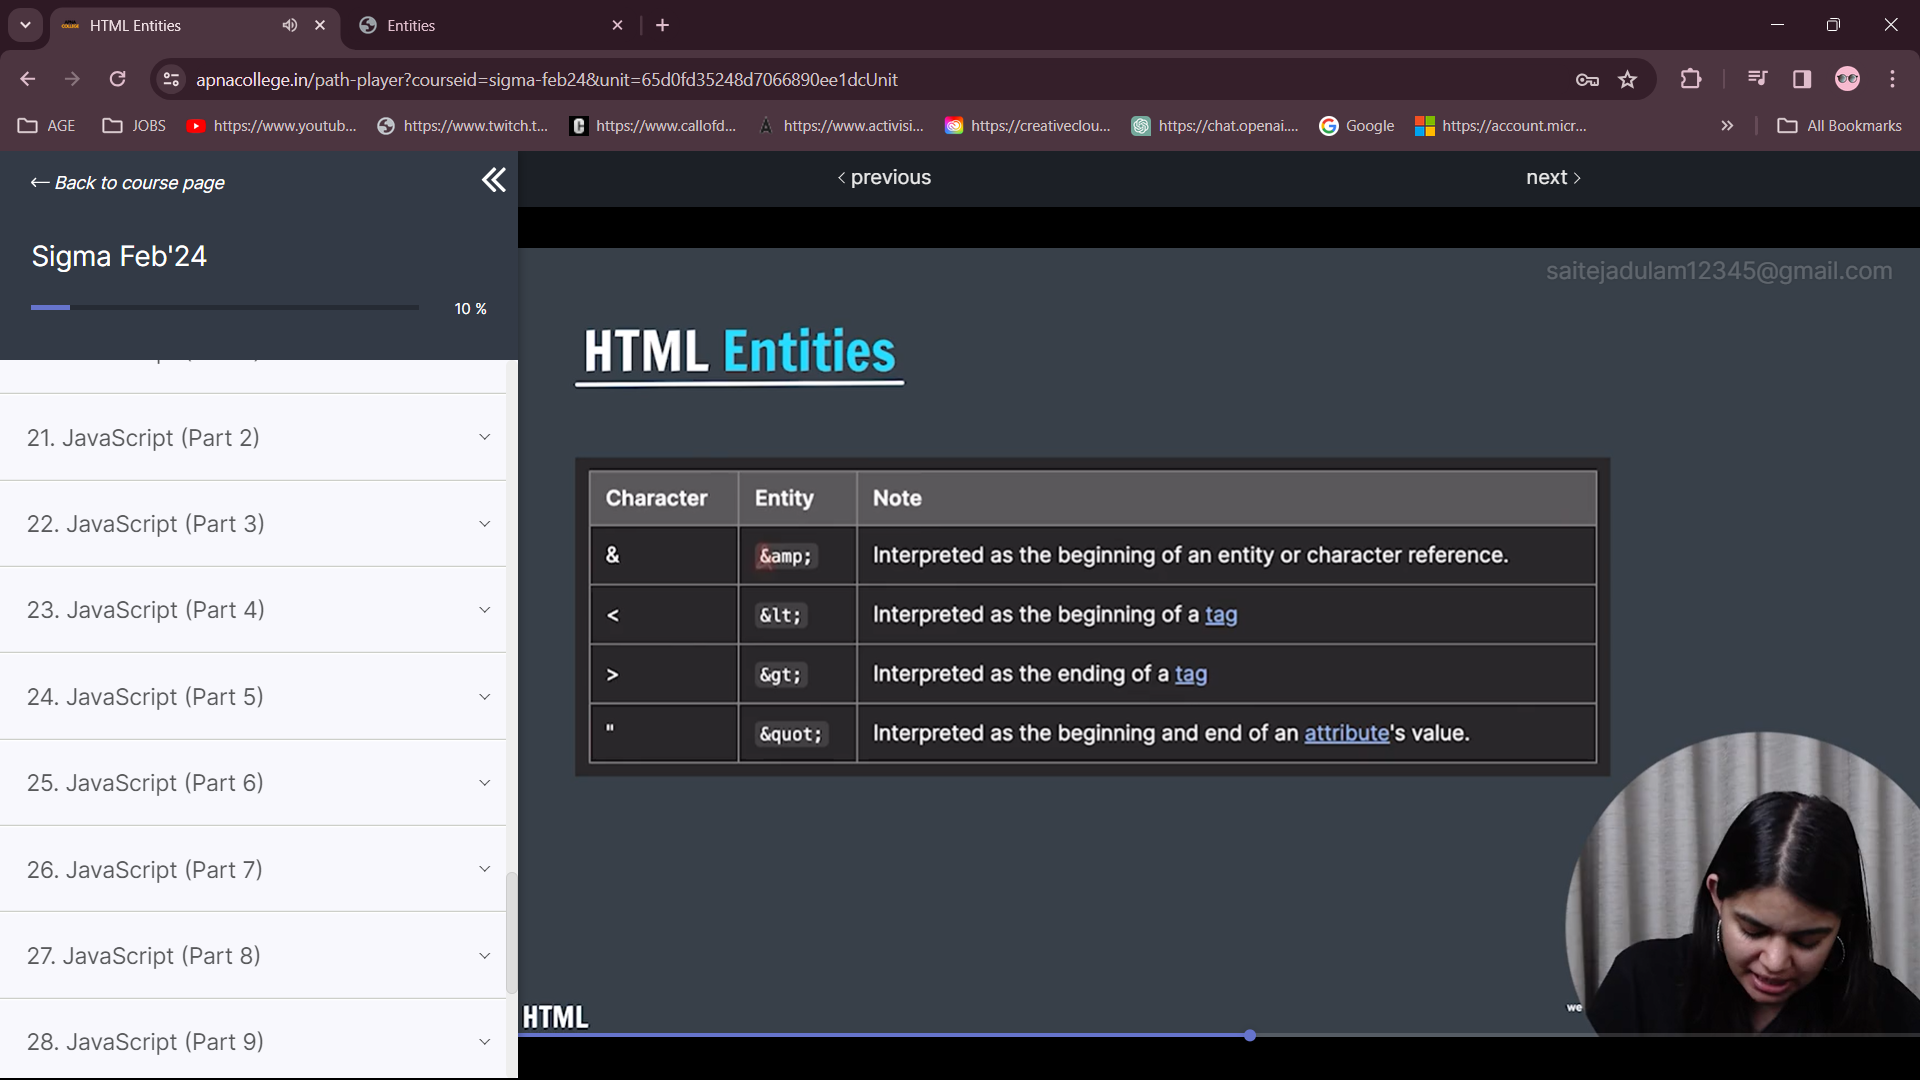 HTML Entities
Entities
apnacollege.in/path-player?courseid=sigma-feb24&unit=65d0fd35248d7066890ee1dcUnit
AGE
JOBS
https://www.youtub...
https://www.twitch.t...
https://www.callofd...
https://www.activisi...
https://creativeclou...
https://chat.openai....
Google
https://account.micr...
All Bookmarks
Back to course page
previous
next
Sigma Feb'24
10 %
21. JavaScript (Part 2)
22. JavaScript (Part 3)
23. JavaScript (Part 4)
24. JavaScript (Part 5)
25. JavaScript (Part 6)
26. JavaScript (Part 7)
27. JavaScript (Part 8)
28. JavaScript (Part 9)
saitejadulam12345@gmail.com
HTML Entities
Character Entity Note
& &amp; Interpreted as the beginning of an entity or character reference.
< &lt; Interpreted as the beginning of a tag
> &gt; Interpreted as the ending of a tag
" &quot; Interpreted as the beginning and end of an attribute's value.
we
HTML